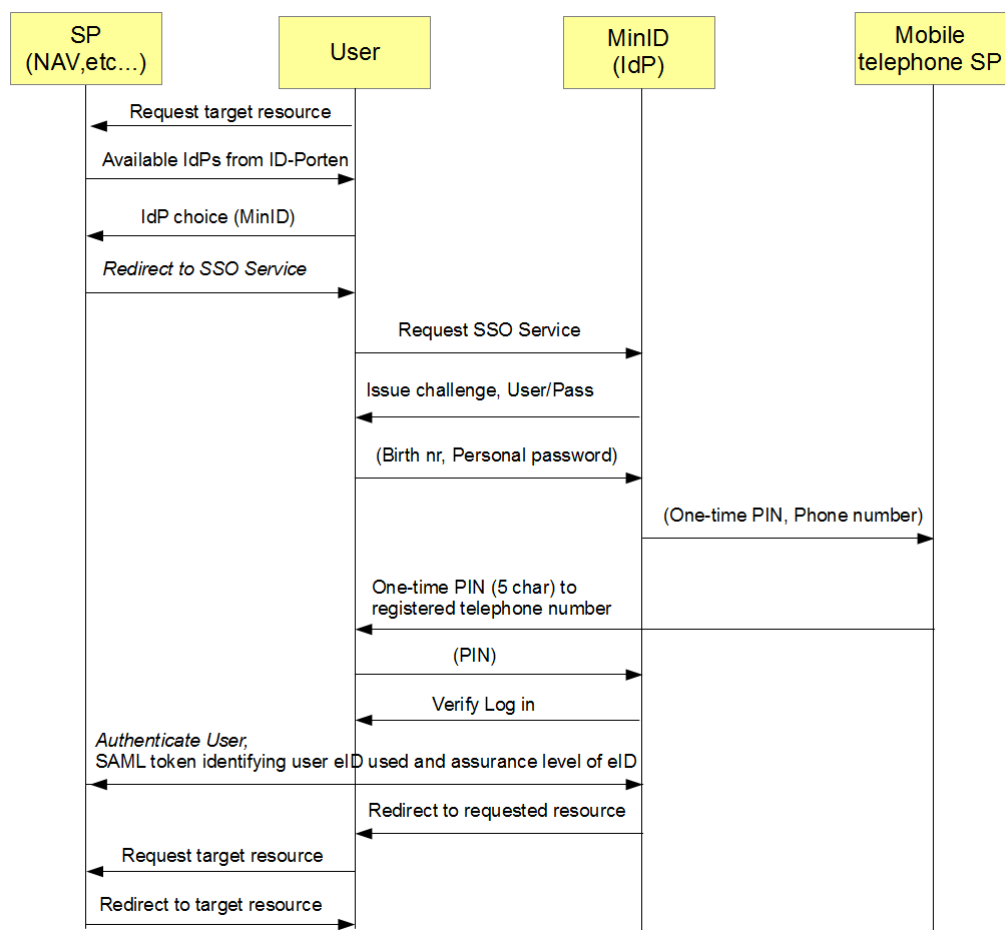 SP
(NAV,etc...)
User
MinID
(IdP)
Mobile
telephone SP
Request target resource
Available IdPs from ID-Porten
IdP choice (MinID)
Redirect to SSO Service
Request SSO Service
Issue challenge, User/Pass
(Birth nr, Personal password)
(One-time PIN, Phone number)
One-time PIN (5 char) to
registered telephone number
(PIN)
Verify Log in
Authenticate User,
SAML token identifying user eID used and assurance level of eID
Redirect to requested resource
Request target resource
Redirect to target resource